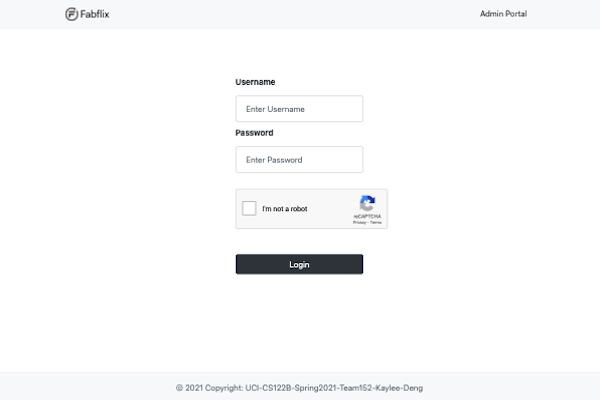 Fabflix
Admin Portal
Username
Enter Username
Password
Enter Password
I'm not a robot
reCAPTCHA
Privacy - Terms
Login
© 2021 Copyright: UCI-CS122B-Spring2021-Team152-Kaylee-Deng